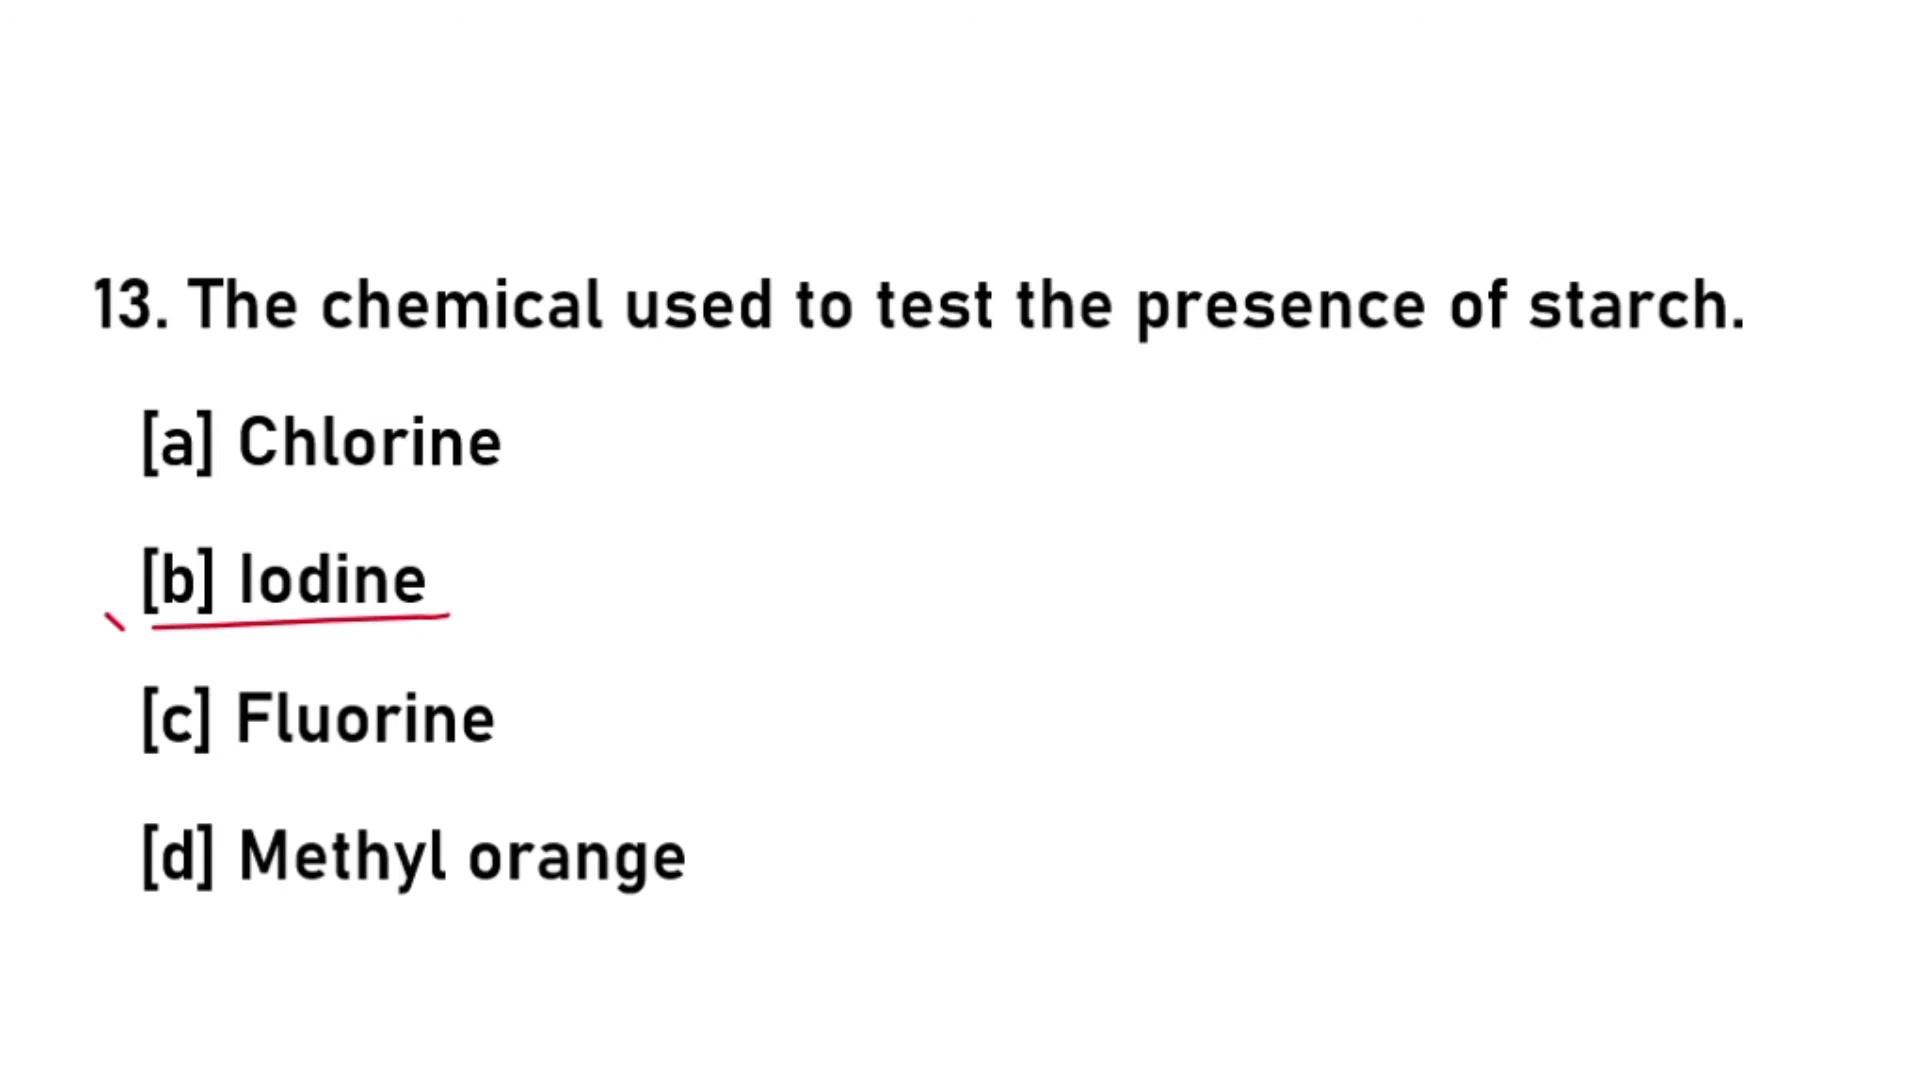 13. The chemical used to test the presence of starch.
[a] Chlorine
[b] Iodine
[c] Fluorine
[d] Methyl orange